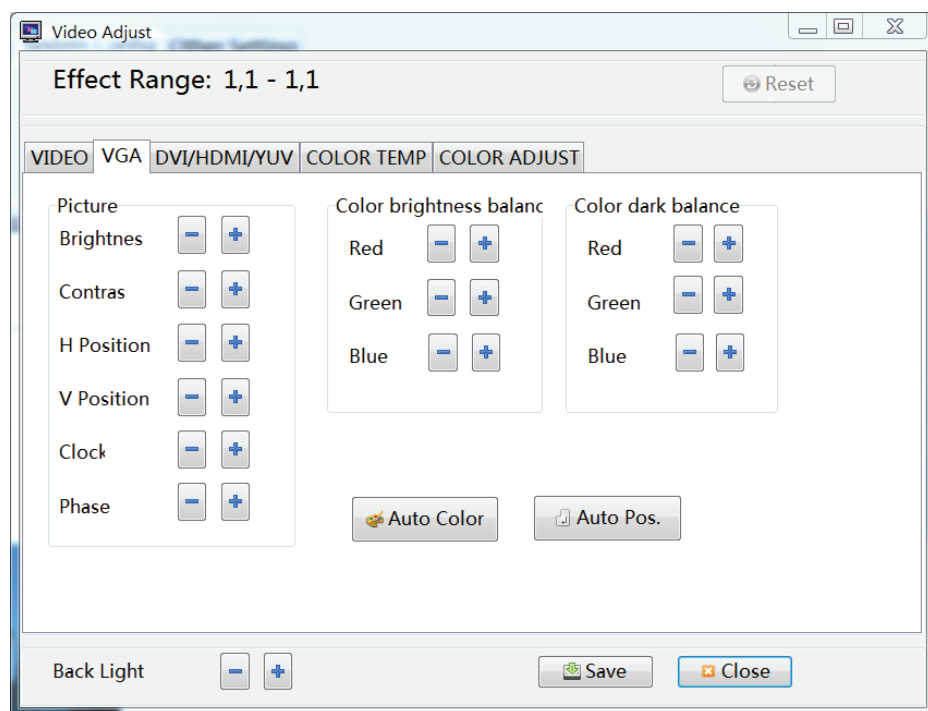 Video Adjust
Effect Range: 1,1 - 1,1
Reset
VIDEO VGA DVI/HDMI/YUV COLOR TEMP COLOR ADJUST
Picture
Brightnes
Contras
H Position
V Position
Clock
Phase
Color brightness balanc
Red
Green
Blue
Color dark balance
Red
Green
Blue
Auto Color
Auto Pos.
Back Light
Save
Close